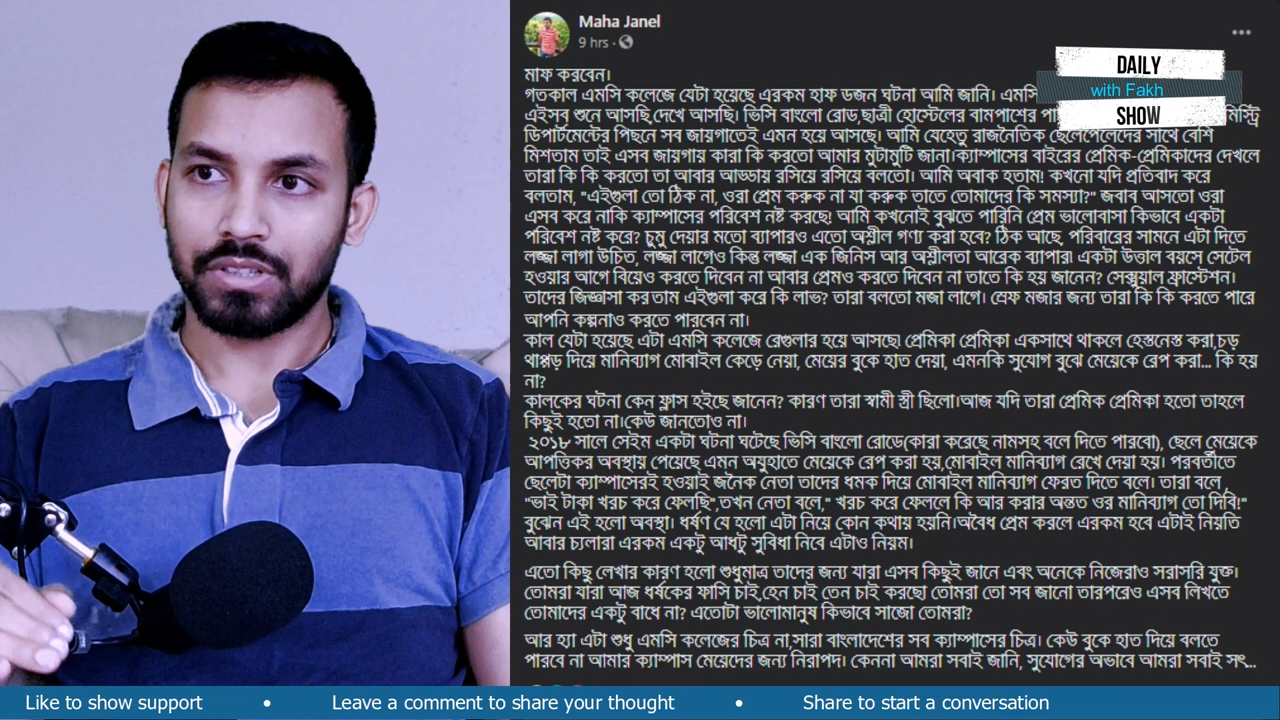 Maha Janel
9 hrs ·
মাফ করবেন।
গতকাল এমসি কলেজে যেটা হয়েছে এরকম হাফ ডজন ঘটনা আমি জানি। এমসি
এইসব শুনে আসছি,দেখে আসছি। ভিসি বাংলো রোড,ছাত্রী হোস্টেলের বামপাশের
ডিপার্টমেন্টের পিছনে সব জায়গাতেই এমন হয়ে আসছে। আমি যেহেতু রাজনৈতিক ছেলেপেলেদের সাথে বেশি
মিশতাম তাই এসব জায়গায় কারা কি করতো আমার মুটামুটি জানা।ক্যাম্পাসের বাইরের প্রেমিক-প্রেমিকাদের দেখলে
তারা কি কি করতো তা আবার আড্ডায় রসিয়ে রসিয়ে বলতো। আমি অবাক হতাম! কখনো যদি প্রতিবাদ করে
বলতাম, "এইগুলা তো ঠিক না, ওরা প্রেম করুক না যা করুক তাতে তোমাদের কি সমস্যা?" জবাব আসতো ওরা
এসব করে নাকি ক্যাম্পাসের পরিবেশ নষ্ট করছে! আমি কখনোই বুঝতে পারিনি প্রেম ভালোবাসা কিভাবে একটা
পরিবেশ নষ্ট করে? চুমু দেয়ার মতো ব্যাপারও এতো অশ্লীল গণ্য করা হবে? ঠিক আছে, পরিবারের সামনে এটা দিতে
লজ্জা লাগা উচিত, লজ্জা লাগেও কিন্তু লজ্জা এক জিনিস আর অশ্লীলতা আরেক ব্যাপার। একটা উত্তাল বয়সে সেটেল
হওয়ার আগে বিয়েও করতে দিবেন না আবার প্রেমও করতে দিবেন না তাতে কি হয় জানেন? সেক্সুয়াল ফ্রাস্টেশন।
তাদের জিজ্ঞাসা করতাম এইগুলা করে কি লাভ? তারা বলতো মজা লাগে। স্রেফ মজার জন্য তারা কি কি করতে পারে
আপনি কল্পনাও করতে পারবেন না।
কাল যেটা হয়েছে এটা এমসি কলেজে রেগুলার হয়ে আসছে। প্রেমিকা প্রেমিকা একসাথে থাকলে হেস্তনেস্ত করা,চড়
থাপ্পড় দিয়ে মানিব্যাগ মোবাইল কেড়ে নেয়া, মেয়ের বুকে হাত দেয়া, এমনকি সুযোগ বুঝে মেয়েকে রেপ করা... কি হয়
না?
কালকের ঘটনা কেন ফ্লাস হইছে জানেন? কারণ তারা স্বামী স্ত্রী ছিলো।আজ যদি তারা প্রেমিক প্রেমিকা হতো তাহলে
কিছুই হতো না।কেউ জানতোও না।
২০১৮ সালে সেইম একটা ঘটনা ঘটেছে ভিসি বাংলো রোডে(কারা করেছে নামসহ বলে দিতে পারবো), ছেলে মেয়েকে
আপত্তিকর অবস্থায় পেয়েছে এমন অযুহাতে মেয়েকে রেপ করা হয়,মোবাইল মানিব্যাগ রেখে দেয়া হয়। পরবর্তীতে
ছেলেটা ক্যাম্পাসেরই হওয়াই জনৈক নেতা তাদের ধমক দিয়ে মোবাইল মানিব্যাগ ফেরত দিতে বলে। তারা বলে,
"ভাই টাকা খরচ করে ফেলছি",তখন নেতা বলে," খরচ করে ফেললে কি আর করার অন্তত ওর মানিব্যাগ তো দিবি!"
বুঝেন এই হলো অবস্থা। ধর্ষণ যে হলো এটা নিয়ে কোন কথায় হয়নি।অবৈধ প্রেম করলে এরকম হবে এটাই নিয়তি
আবার চ্যলারা এরকম একটু আধটু সুবিধা নিবে এটাও নিয়ম।
এতো কিছু লেখার কারণ হলো শুধুমাত্র তাদের জন্য যারা এসব কিছুই জানে এবং অনেকে নিজেরাও সরাসরি যুক্ত।
তোমরা যারা আজ ধর্ষকের ফাসি চাই,হেন চাই তেন চাই করছো তোমরা তো সব জানো তারপরেও এসব লিখতে
তোমাদের একটু বাধে না? এতোটা ভালোমানুষ কিভাবে সাজো তোমরা?
আর হ্যা এটা শুধু এমসি কলেজের চিত্র না,সারা বাংলাদেশের সব ক্যাম্পাসের চিত্র। কেউ বুকে হাত দিয়ে বলতে
পারবে না আমার ক্যাম্পাস মেয়েদের জন্য নিরাপদ। কেননা আমরা সবাই জানি, সুযোগের অভাবে আমরা সবাই সৎ...
DAILY
with Fakh
SHOW
Like to show support • Leave a comment to share your thought • Share to start a conversation